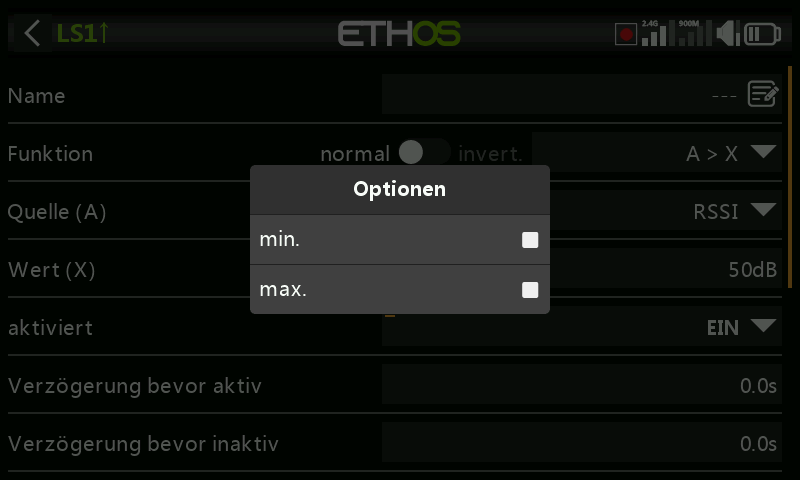 LS1↑ ETHOS 2.4G 900M
Name ---
Funktion normal invert. A > X
Optionen
Quelle (A) RSSI
min.
Wert (X) 50dB
max.
aktiviert EIN
Verzögerung bevor aktiv 0.0s
Verzögerung bevor inaktiv 0.0s